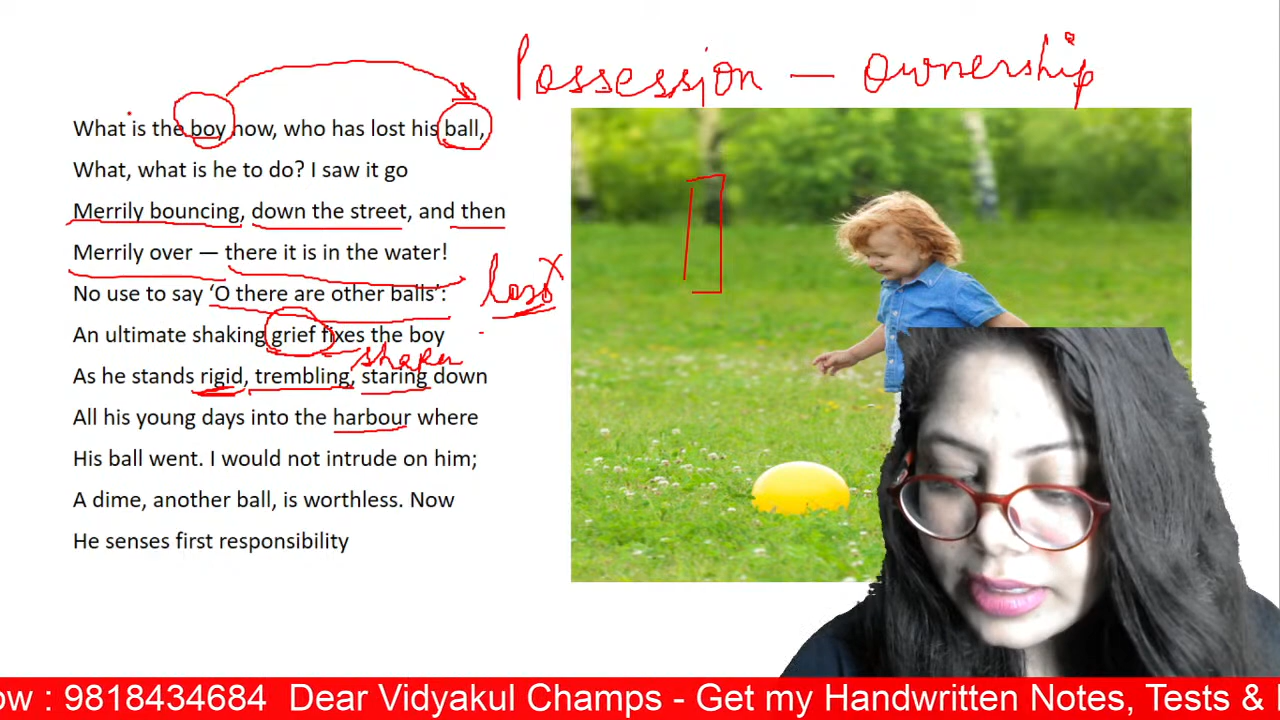 Possession — ownership
What is the boy now, who has lost his ball,
What, what is he to do? I saw it go
Merrily bouncing, down the street, and then
Merrily over — there it is in the water!
No use to say ‘O there are other balls’:
lost
An ultimate shaking grief fixes the boy
shaken
As he stands rigid, trembling, staring down
All his young days into the harbour where
His ball went. I would not intrude on him;
A dime, another ball, is worthless. Now
He senses first responsibility
: 9818434684 Dear Vidyakul Champs - Get my Handwritten Notes, Tests &